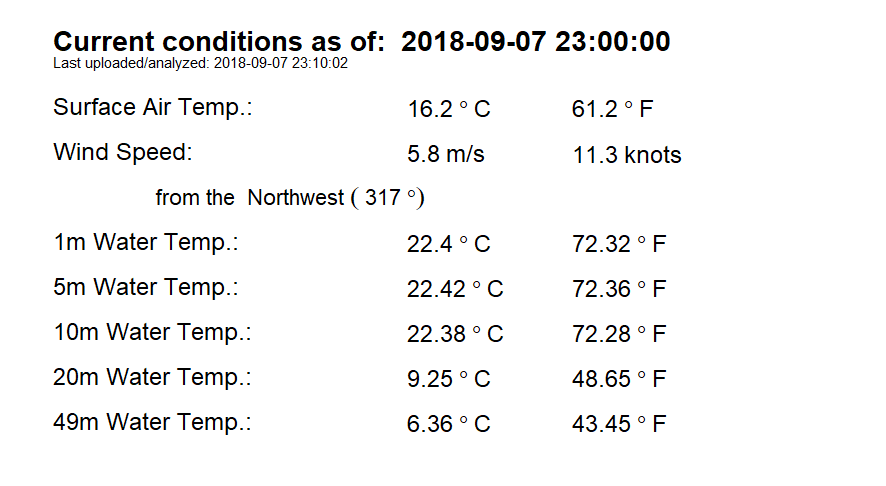 Current conditions as of: 2018-09-07 23:00:00
Last uploaded/analyzed: 2018-09-07 23:10:02
Surface Air Temp.: 16.2 ° C 61.2 ° F
Wind Speed: 5.8 m/s 11.3 knots
from the Northwest ( 317 °)
1m Water Temp.: 22.4 ° C 72.32 ° F
5m Water Temp.: 22.42 ° C 72.36 ° F
10m Water Temp.: 22.38 ° C 72.28 ° F
20m Water Temp.: 9.25 ° C 48.65 ° F
49m Water Temp.: 6.36 ° C 43.45 ° F